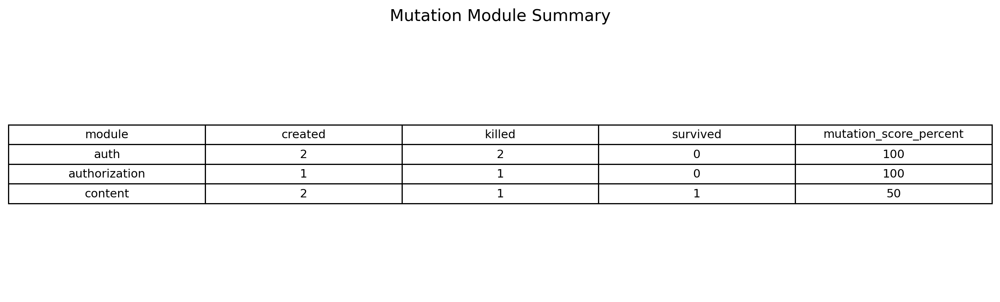 Mutation Module Summary
module created killed survived mutation_score_percent
auth 2 2 0 100
authorization 1 1 0 100
content 2 1 1 50